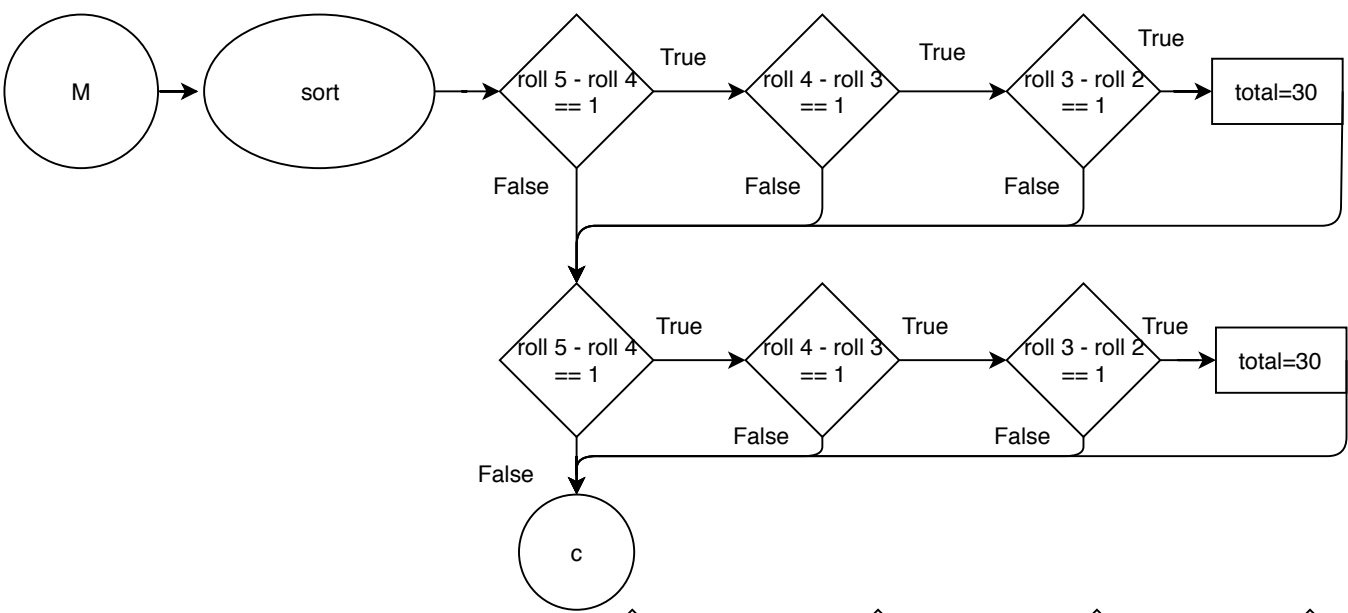 M
sort
roll 5 - roll 4
== 1
True
roll 4 - roll 3
== 1
True
roll 3 - roll 2
== 1
True
total=30
False
False
False
roll 5 - roll 4
== 1
True
roll 4 - roll 3
== 1
True
roll 3 - roll 2
== 1
True
total=30
False
False
False
c